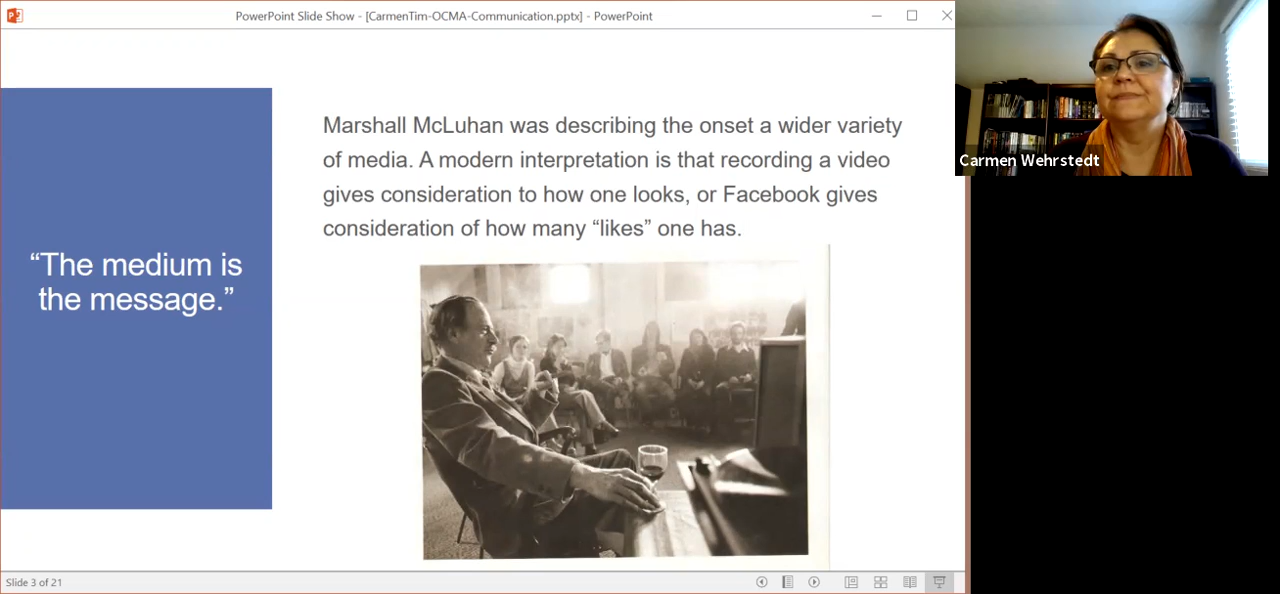 PowerPoint Slide Show - [CarmenTim-OCMA-Communication.pptx] - PowerPoint
Marshall McLuhan was describing the onset a wider variety
of media. A modern interpretation is that recording a video
gives consideration to how one looks, or Facebook gives
consideration of how many “likes” one has.
“The medium is
the message.”
Carmen Wehrstedt
Slide 3 of 21